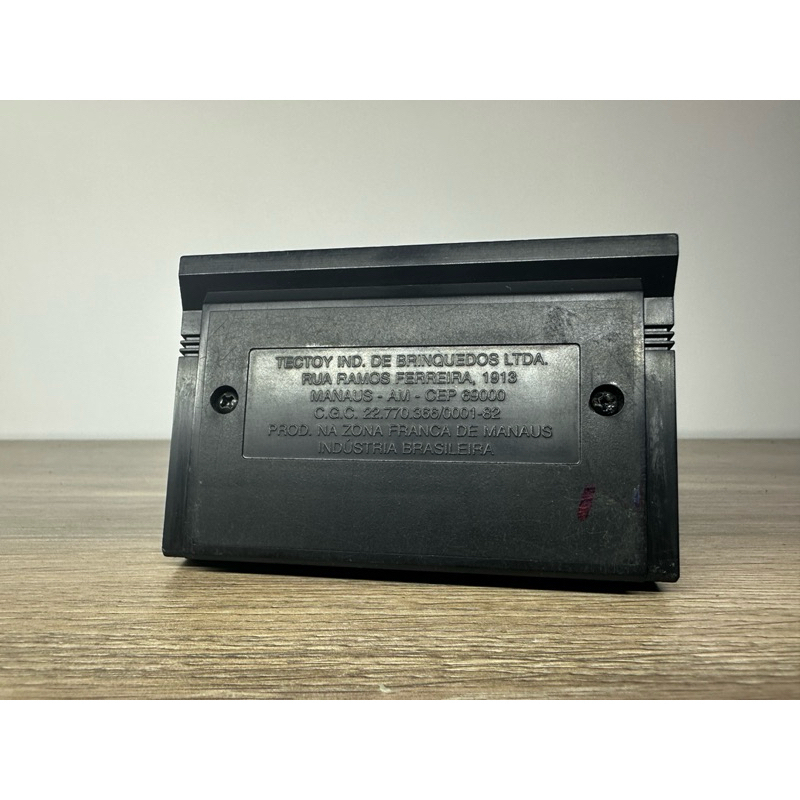 TECTOY IND. DE BRINQUEDOS LTDA.
RUA RAMOS FERREIRA, 1913
MANAUS - AM - CEP 69000
C.G.C. 22.770.366/0001-82
PROD. NA ZONA FRANCA DE MANAUS
INDÚSTRIA BRASILEIRA